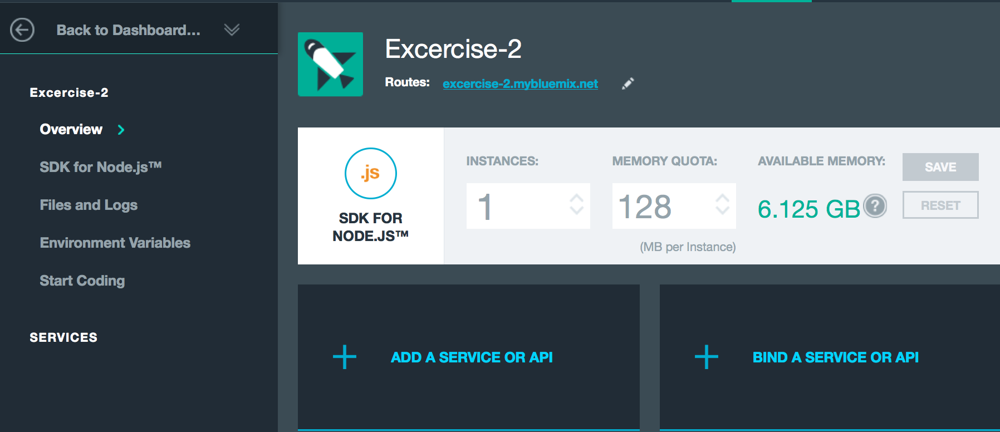 Back to Dashboard...
Excercise-2
Overview
SDK for Node.js™
Files and Logs
Environment Variables
Start Coding
SERVICES
Excercise-2
Routes: excercise-2.mybluemix.net
.js
SDK FOR
NODE.JS™
INSTANCES:
1
MEMORY QUOTA:
128
(MB per Instance)
AVAILABLE MEMORY:
6.125 GB ?
SAVE
RESET
ADD A SERVICE OR API
BIND A SERVICE OR API